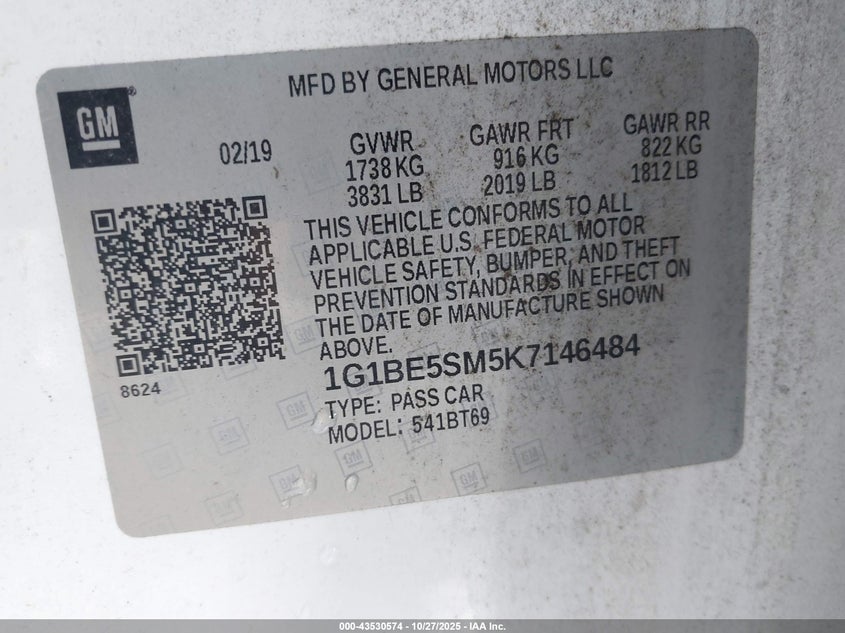 MFD BY GENERAL MOTORS LLC
GM
02/19
GVWR
1738 KG
3831 LB
GAWR FRT
916 KG
2019 LB
GAWR RR
822 KG
1812 LB
THIS VEHICLE CONFORMS TO ALL
APPLICABLE U.S. FEDERAL MOTOR
VEHICLE SAFETY, BUMPER, AND THEFT
PREVENTION STANDARDS IN EFFECT ON
THE DATE OF MANUFACTURE SHOWN
ABOVE.
8624
1G1BE5SM5K7146484
TYPE: PASS CAR
MODEL: 541BT69
000-43530574 - 10/27/2025 - IAA Inc.